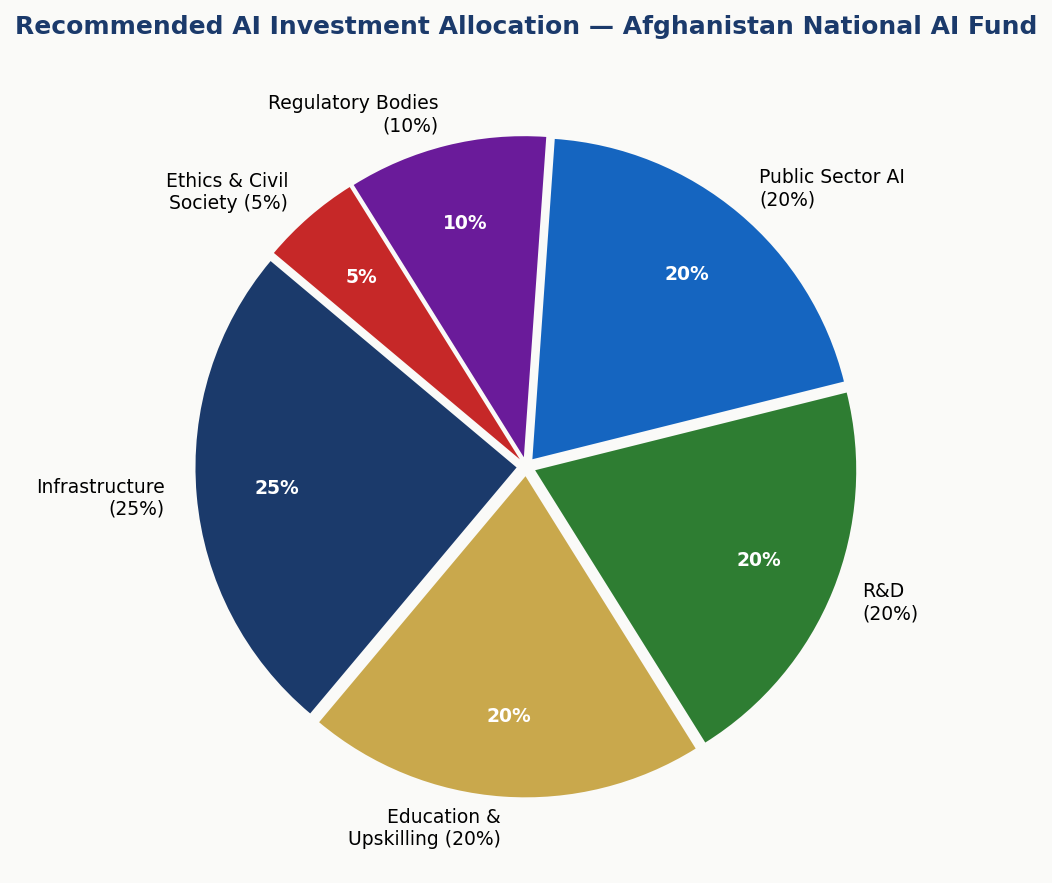 Recommended AI Investment Allocation — Afghanistan National AI Fund
Regulatory Bodies
(10%)
Ethics & Civil
Society (5%)
Public Sector AI
(20%)
10%
20%
5%
Infrastructure
(25%)
25%
20%
R&D
(20%)
20%
Education &
Upskilling (20%)